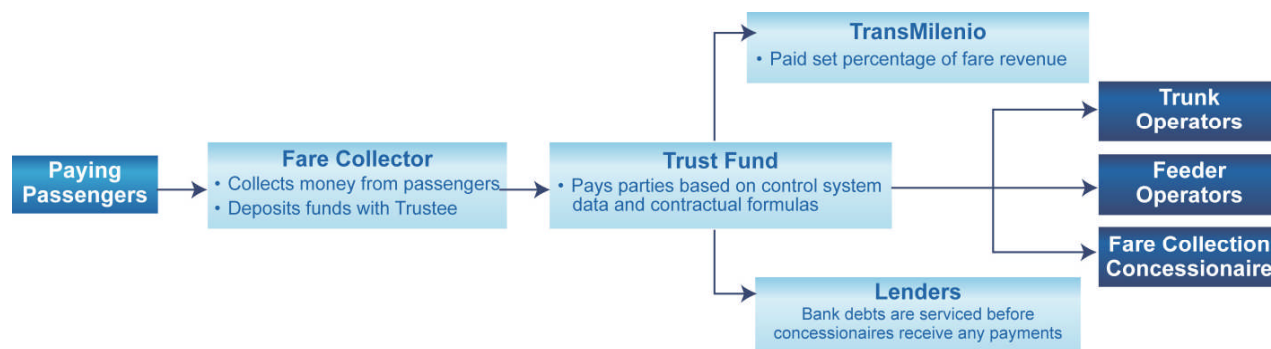 Paying
Passengers
Fare Collector
• Collects money from passengers
• Deposits funds with Trustee
Trust Fund
• Pays parties based on control system
data and contractual formulas
TransMilenio
• Paid set percentage of fare revenue
Lenders
Bank debts are serviced before
concessionaires receive any payments
Trunk
Operators
Feeder
Operators
Fare Collection
Concessionaire